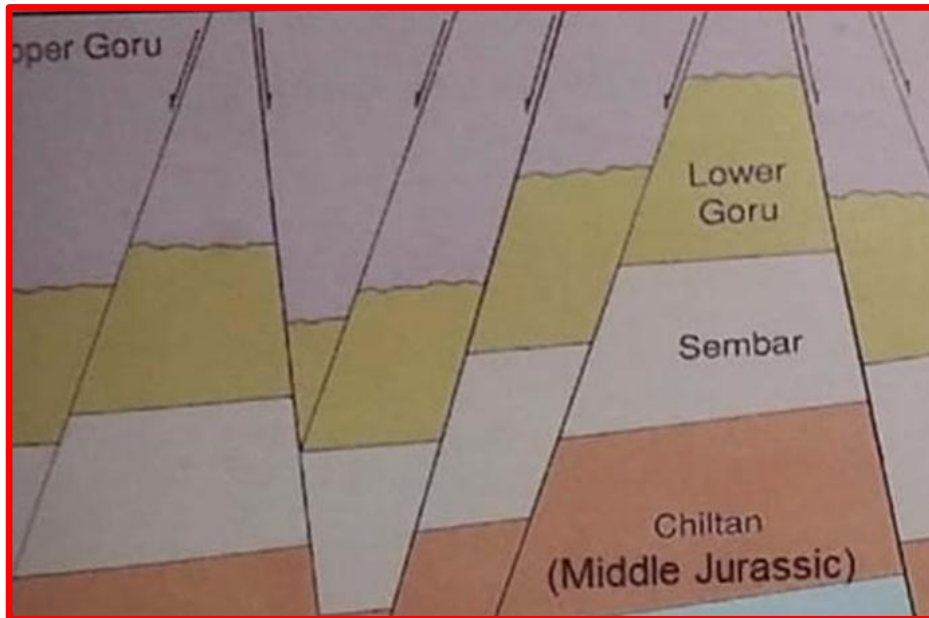 pper Goru
Lower
Goru
Sembar
Chiltan
(Middle Jurassic)